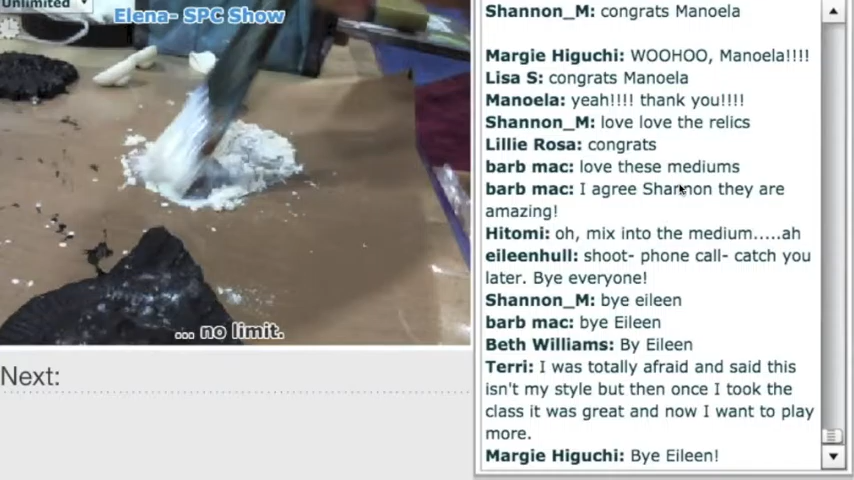 Unlimited
Elena- SPC Show
... no limit.
Next:
Shannon_M: congrats Manoela
Margie Higuchi: WOOHOO, Manoela!!!!
Lisa S: congrats Manoela
Manoela: yeah!!!! thank you!!!!
Shannon_M: love love the relics
Lillie Rosa: congrats
barb mac: love these mediums
barb mac: I agree Shannon they are
amazing!
Hitomi: oh, mix into the medium.....ah
eileenhull: shoot- phone call- catch you
later. Bye everyone!
Shannon_M: bye eileen
barb mac: bye Eileen
Beth Williams: By Eileen
Terri: I was totally afraid and said this
isn't my style but then once I took the
class it was great and now I want to play
more.
Margie Higuchi: Bye Eileen!